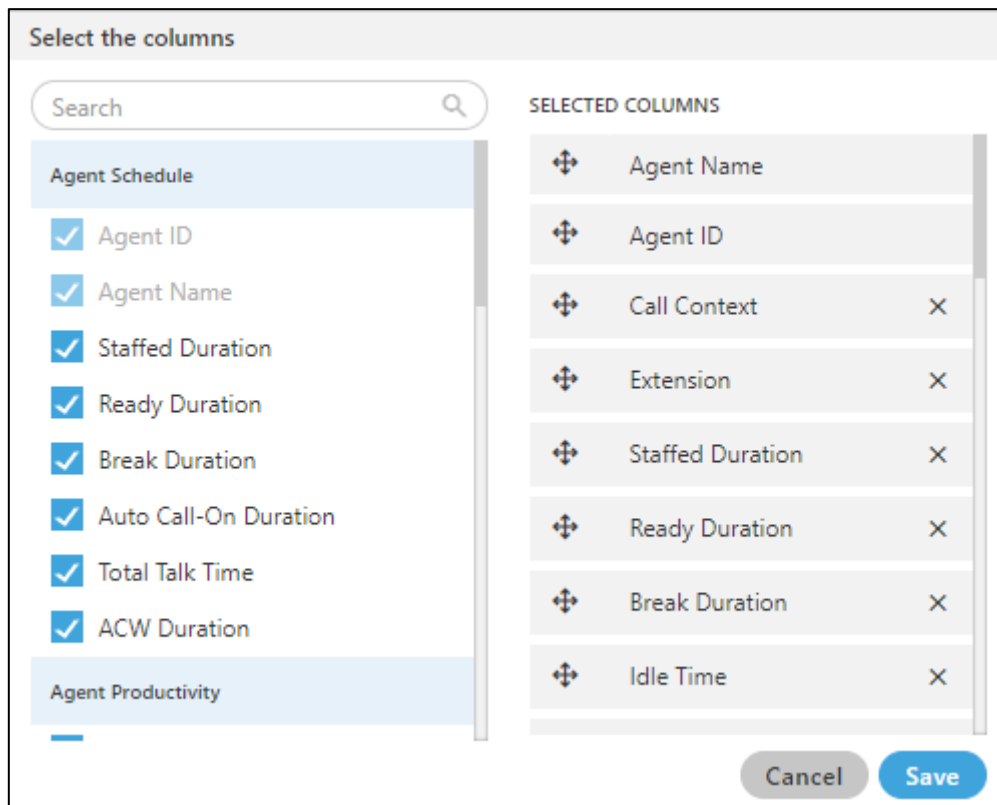 Select the columns
Search
Agent Schedule
Agent ID
Agent Name
Staffed Duration
Ready Duration
Break Duration
Auto Call-On Duration
Total Talk Time
ACW Duration
Agent Productivity
SELECTED COLUMNS
Agent Name
Agent ID
Call Context
Extension
Staffed Duration
Ready Duration
Break Duration
Idle Time
Cancel
Save